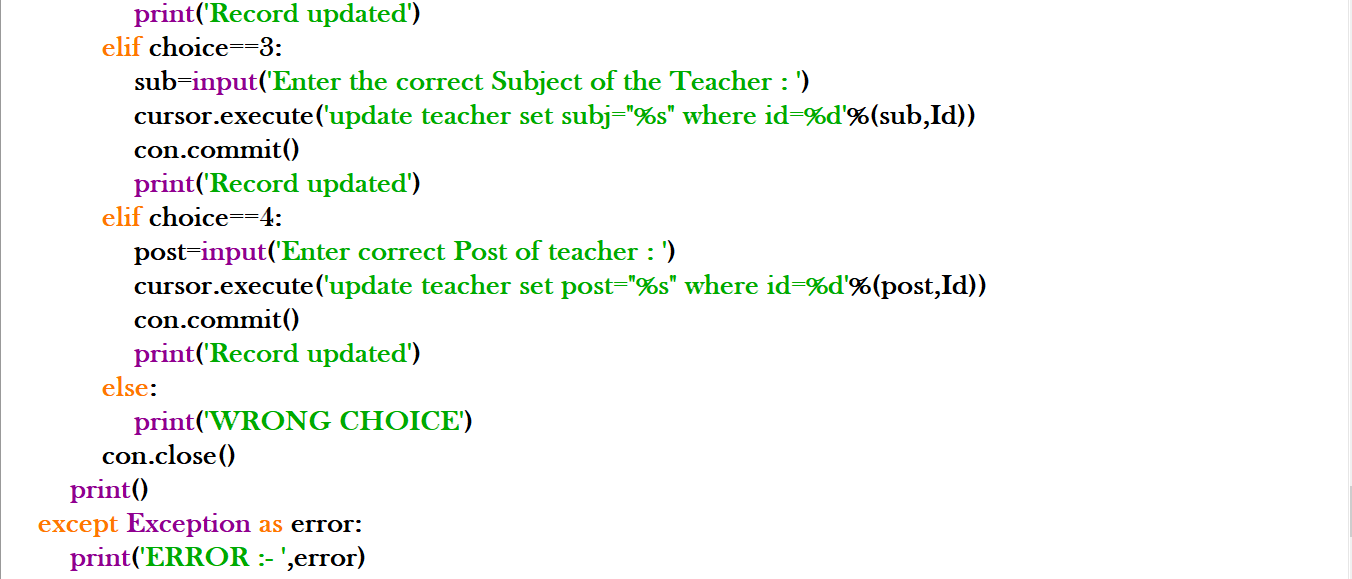 print('Record updated')
elif choice==3:
sub=input('Enter the correct Subject of the Teacher : ')
cursor.execute('update teacher set subj="%s" where id=%d'%(sub,Id))
con.commit()
print('Record updated')
elif choice==4:
post=input('Enter correct Post of teacher : ')
cursor.execute('update teacher set post="%s" where id=%d'%(post,Id))
con.commit()
print('Record updated')
else:
print('WRONG CHOICE')
con.close()
print()
except Exception as error:
print('ERROR :- ',error)